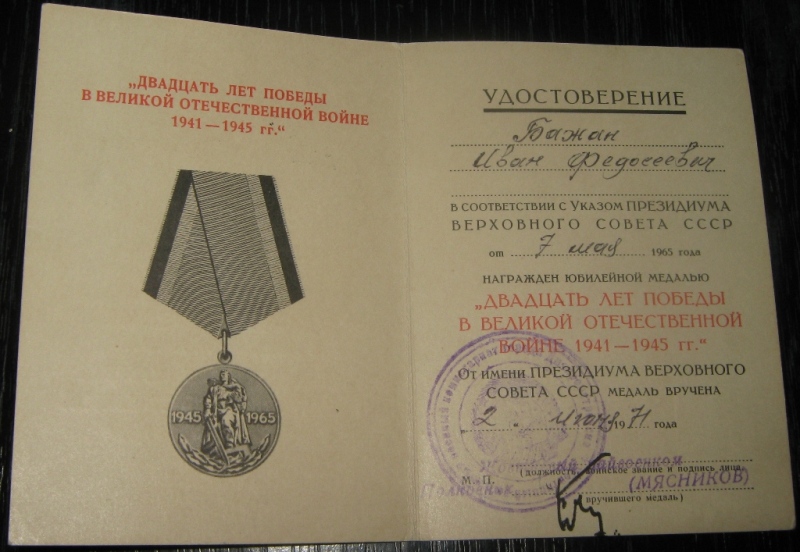 „ДВАДЦАТЬ ЛЕТ ПОБЕДЫ
В ВЕЛИКОЙ ОТЕЧЕСТВЕННОЙ ВОЙНЕ
1941 — 1945 гг.“
1945 1965
УДОСТОВЕРЕНИЕ
Бажан
Иван Федосеевич
В СООТВЕТСТВИИ С УКАЗОМ ПРЕЗИДИУМА
ВЕРХОВНОГО СОВЕТА СССР
от 7 мая 1965 года
НАГРАЖДЕН ЮБИЛЕЙНОЙ МЕДАЛЬЮ
„ДВАДЦАТЬ ЛЕТ ПОБЕДЫ
В ВЕЛИКОЙ ОТЕЧЕСТВЕННОЙ
ВОЙНЕ 1941 — 1945 гг.“
От имени ПРЕЗИДИУМА ВЕРХОВНОГО
СОВЕТА СССР МЕДАЛЬ ВРУЧЕНА
2 июня 1971 года
(должность, воинское звание и подпись лица,
М. П.
Полковник
(МЯСНИКОВ)
вручившего медаль)